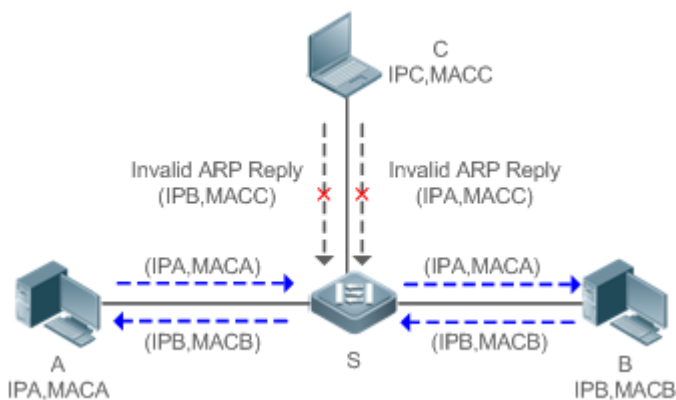 C
IPC,MACC
Invalid ARP Reply
(IPB,MACC)
Invalid ARP Reply
(IPA,MACC)
(IPA,MACA)
(IPA,MACA)
(IPB,MACB)
(IPB,MACB)
A
IPA,MACA
S
B
IPB,MACB